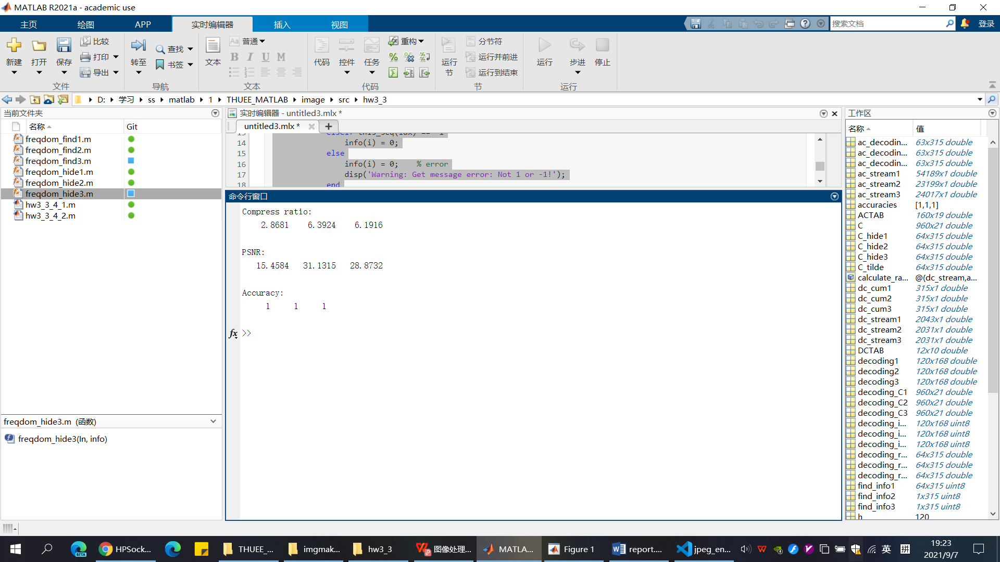 MATLAB R2021a - academic use
主页 绘图 APP 实时编辑器 插入 视图 搜索文档 登录
新建 打开 保存 比较 打印 导出 转至 查找 书签 文本 Aa 普通 B I U M 代码 控件 任务 重构 运行节 分节符 运行并前进 运行到结束 运行 步进 停止
文件 导航 文本 代码 节 运行
D: 学习 ss matlab 1 THUEE_MATLAB image src hw3_3
当前文件夹
名称 Git
freqdom_find1.m
freqdom_find2.m
freqdom_find3.m
freqdom_hide1.m
freqdom_hide2.m
freqdom_hide3.m
hw3_3_4_1.m
hw3_3_4_2.m
freqdom_hide3.m (函数)
freqdom_hide3(In, info)
实时编辑器 - untitled3.mlx *
untitled3.mlx * +
14 info(i) = 0;
15 else
16 info(i) = 0; % error
17 disp('Warning: Get message error: Not 1 or -1!');
18 end
命令行窗口
Compress ratio:
2.8681 6.3924 6.1916
PSNR:
15.4584 31.1315 28.8732
Accuracy:
1 1 1
fx >>
工作区
名称 值
ac_decodin... 63x315 double
ac_decodin... 63x315 double
ac_decodin... 63x315 double
ac_stream1 54189x1 double
ac_stream2 23199x1 double
ac_stream3 24017x1 double
accuracies [1,1,1]
ACTAB 160x19 double
C 960x21 double
C_hide1 64x315 double
C_hide2 64x315 double
C_hide3 64x315 double
C_tilde 64x315 double
calculate_ra... @(dc_stream,a...
dc_cum1 315x1 double
dc_cum2 315x1 double
dc_cum3 315x1 double
dc_stream1 2043x1 double
dc_stream2 2031x1 double
dc_stream3 2031x1 double
DCTAB 12x10 double
decoding1 120x168 double
decoding2 120x168 double
decoding3 120x168 double
decoding_C1 960x21 double
decoding_C2 960x21 double
decoding_C3 960x21 double
decoding_i... 120x168 uint8
decoding_i... 120x168 uint8
decoding_i... 120x168 uint8
decoding_r... 64x315 double
decoding_r... 64x315 double
decoding_r... 64x315 double
find_info1 64x315 uint8
find_info2 1x315 uint8
find_info3 1x315 uint8
h 120
BETA HPSock... THUEE_... imgmak... hw3_3 图像处理... MATLA... Figure 1 report.... jpeg_en... 英 拼 19:23
2021/9/7